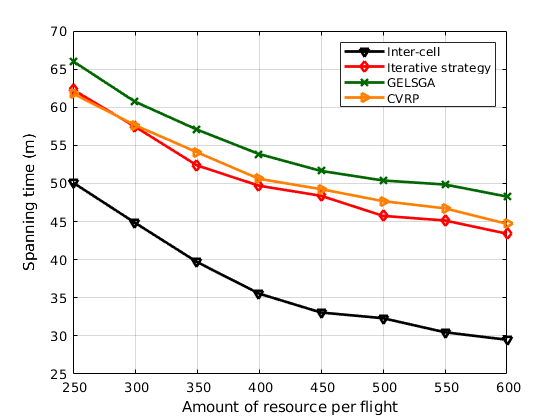 70
65
60
55
50
45
40
35
30
25
Spanning time (m)
Inter-cell
Iterative strategy
GELSGA
CVRP
250 300 350 400 450 500 550 600
Amount of resource per flight